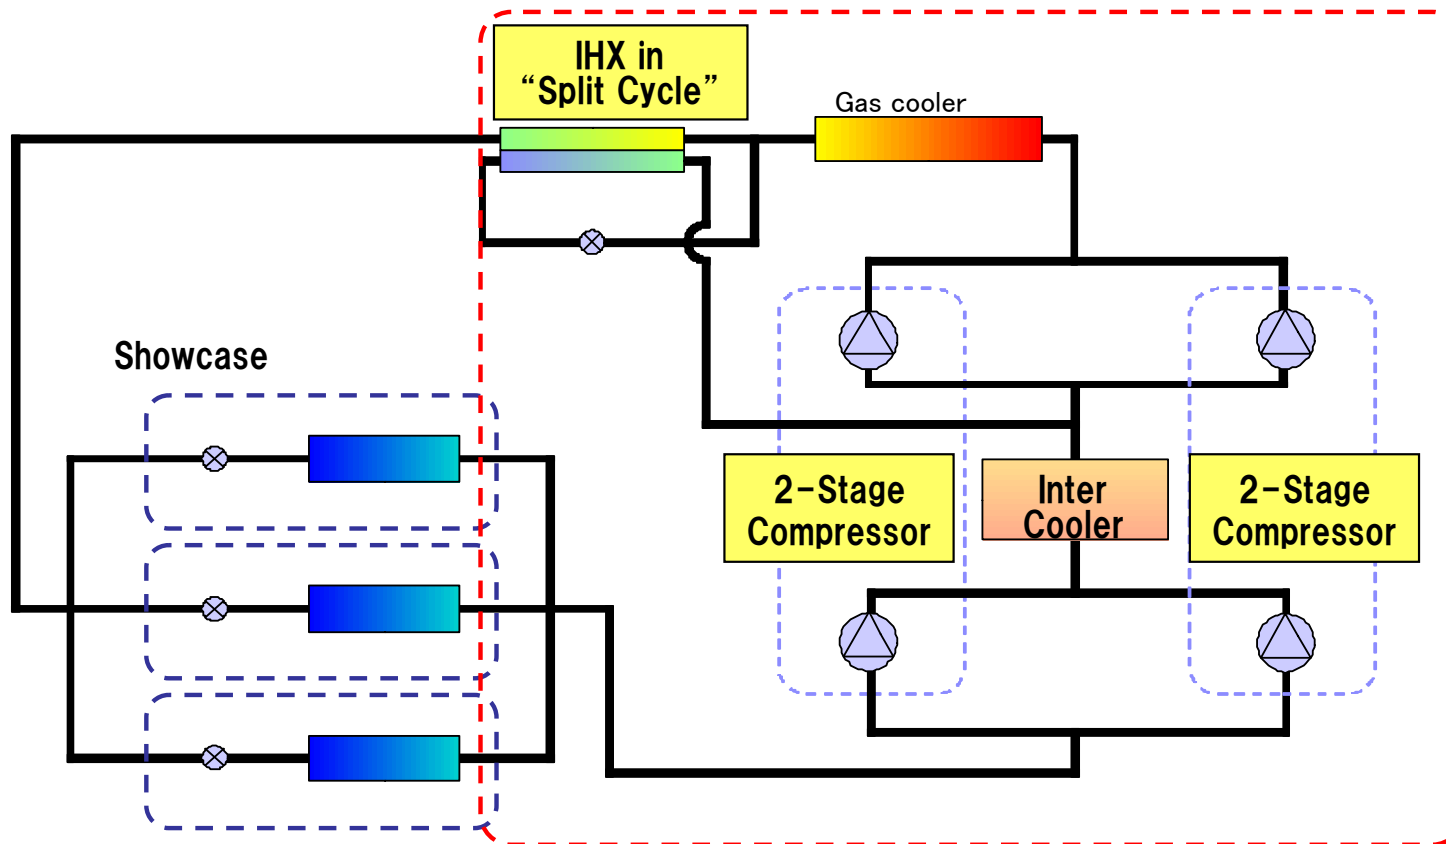 IHX in
“Split Cycle”
Gas cooler
Showcase
2-Stage
Compressor
Inter
Cooler
2-Stage
Compressor